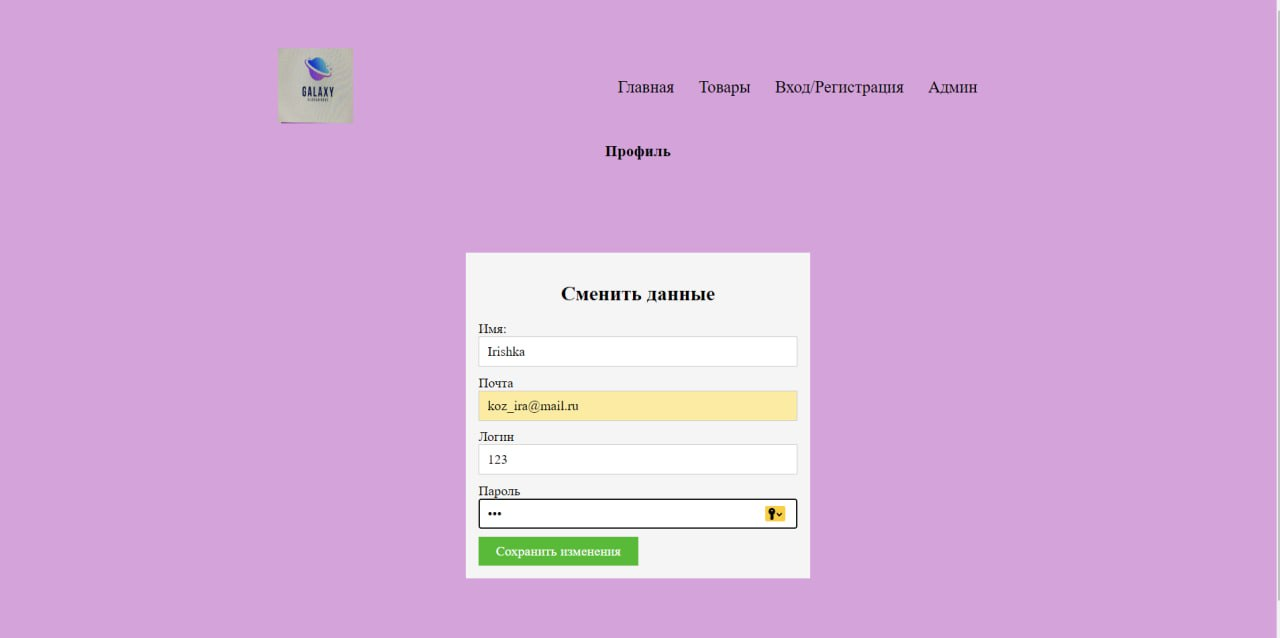 GALAXY
Главная Товары Вход/Регистрация Админ
Профиль
Сменить данные
Имя:
Irishka
Почта
koz_ira@mail.ru
Логин
123
Пароль
•••
Сохранить изменения